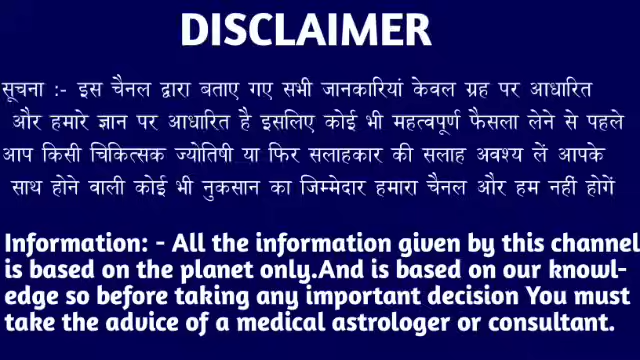 DISCLAIMER
सूचना :- इस चैनल द्वारा बताए गए सभी जानकारियां केवल ग्रह पर आधारित
और हमारे ज्ञान पर आधारित है इसलिए कोई भी महत्वपूर्ण फैसला लेने से पहले
आप किसी चिकित्सक ज्योतिषी या फिर सलाहकार की सलाह अवश्य लें आपके
साथ होने वाली कोई भी नुकसान का जिम्मेदार हमारा चैनल और हम नहीं होगें
Information: - All the information given by this channel
is based on the planet only.And is based on our knowl-
edge so before taking any important decision You must
take the advice of a medical astrologer or consultant.